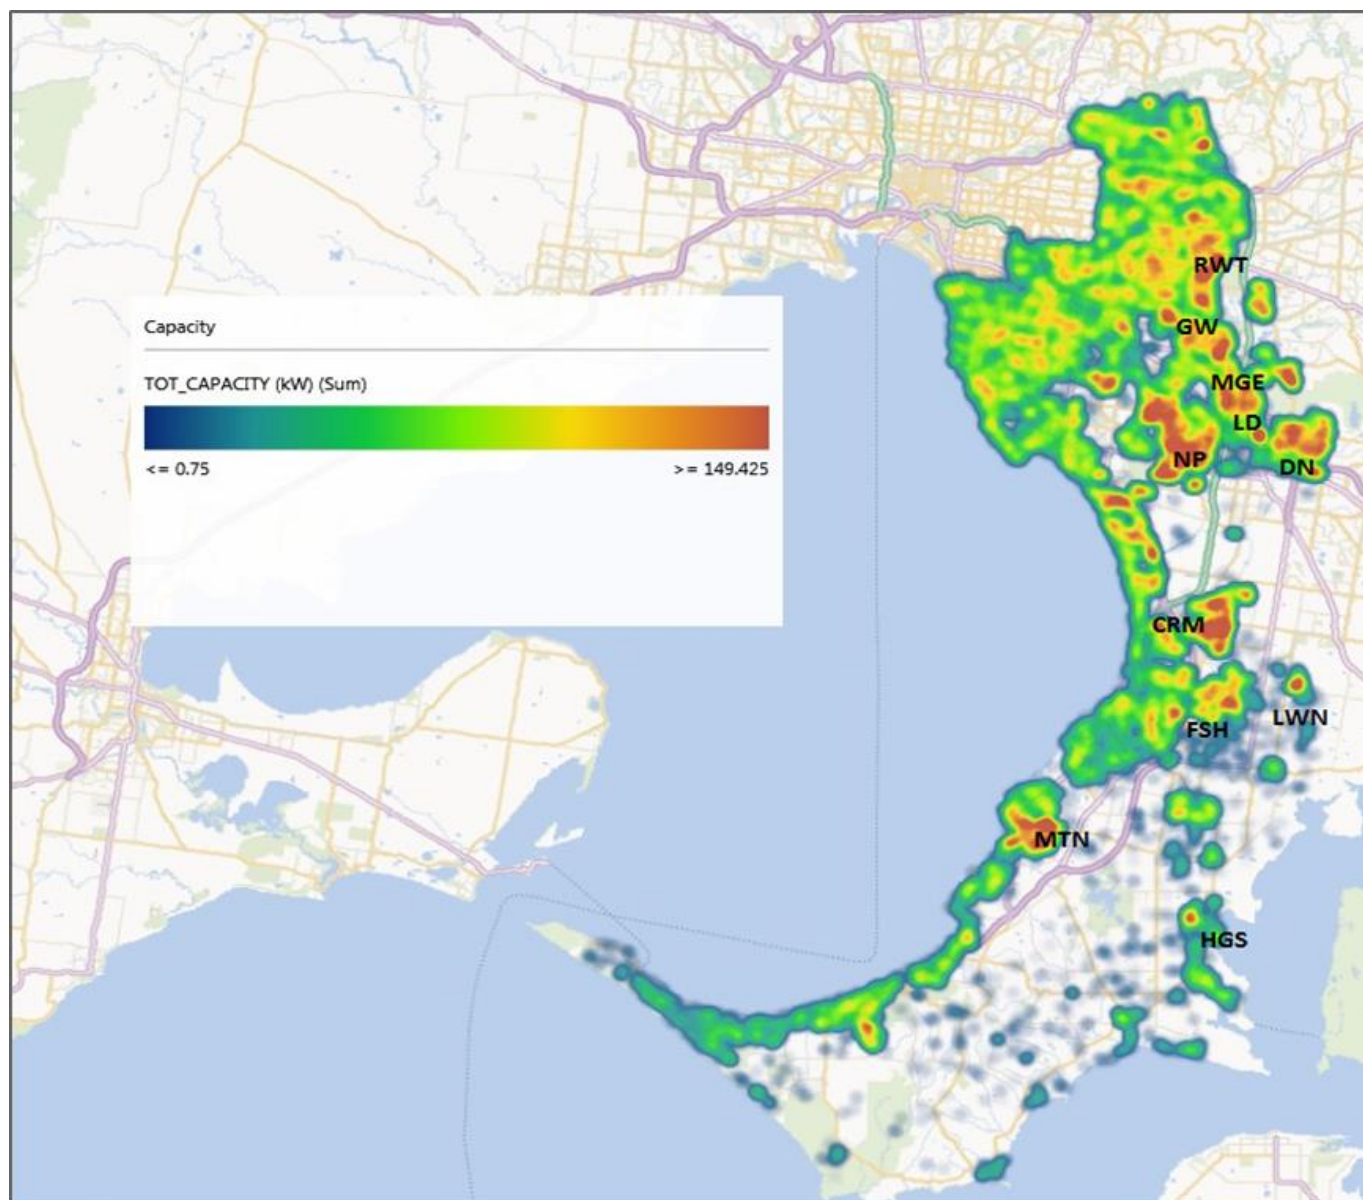 RWT
GW
Capacity
TOT_CAPACITY (kW) (Sum)
MGE
LD
NP
DN
<= 0.75
>= 149.425
CRM
LWN
FSH
MTN
HGS